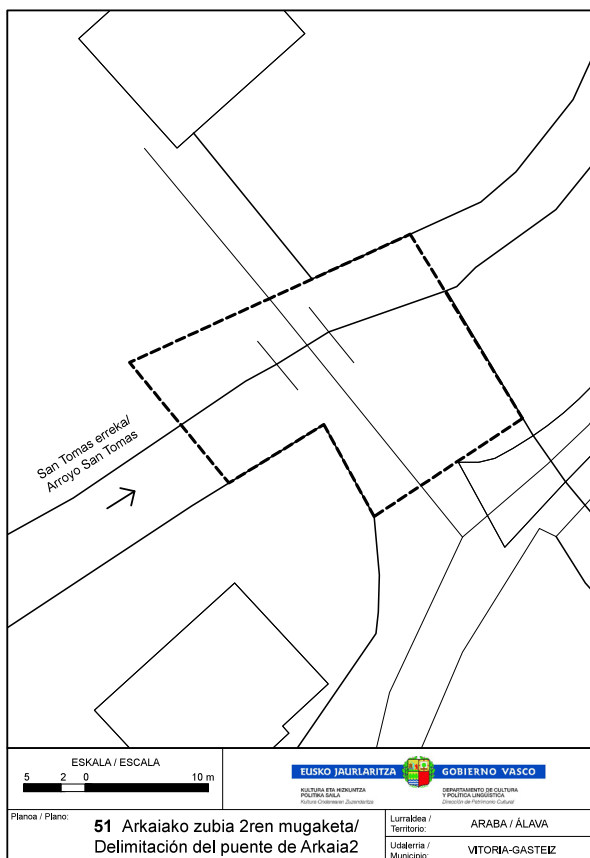 San Tomas erreka/
Arroyo San Tomas
ESKALA / ESCALA
5 2 0 10 m
EUSKO JAURLARITZA GOBIERNO VASCO
KULTURA ETA HIZKUNTZA
POLITIKA SAILA
Kultura Ondarearen Zuzendaritza
DEPARTAMENTO DE CULTURA
Y POLÍTICA LINGÜÍSTICA
Dirección de Patrimonio Cultural
Planoa / Plano:
51 Arkaiako zubia 2ren mugaketa/
Delimitación del puente de Arkaia2
Lurraldea /
Territorio:
ARABA / ÁLAVA
Udalerria /
Municipio:
VITORIA-GASTEIZ